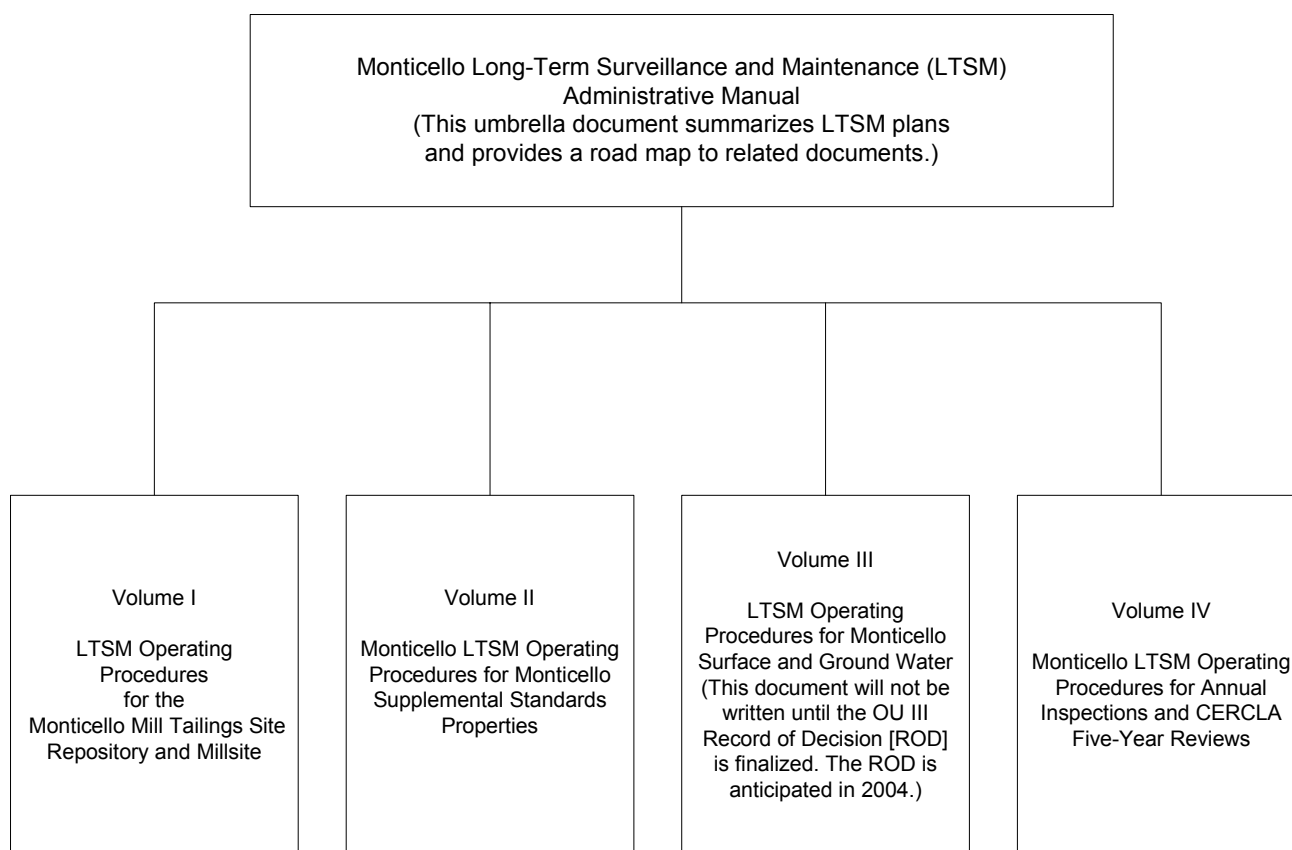 Monticello Long-Term Surveillance and Maintenance (LTSM)
Administrative Manual
(This umbrella document summarizes LTSM plans
and provides a road map to related documents.)
Volume I
LTSM Operating
Procedures
for the
Monticello Mill Tailings Site
Repository and Millsite
Volume II
Monticello LTSM Operating
Procedures for Monticello
Supplemental Standards
Properties
Volume III
LTSM Operating
Procedures for Monticello
Surface and Ground Water
(This document will not be
written until the OU III
Record of Decision [ROD]
is finalized. The ROD is
anticipated in 2004.)
Volume IV
Monticello LTSM Operating
Procedures for Annual
Inspections and CERCLA
Five-Year Reviews